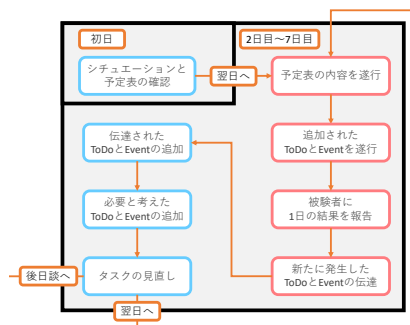 初日
2日目～7日目
シチュエーションと
予定表の確認
翌日へ
予定表の内容を遂行
伝達された
ToDoとEventの追加
追加された
ToDoとEventを遂行
必要と考えた
ToDoとEventの追加
被験者に
1日の結果を報告
後日談へ
タスクの見直し
新たに発生した
ToDoとEventの伝達
翌日へ